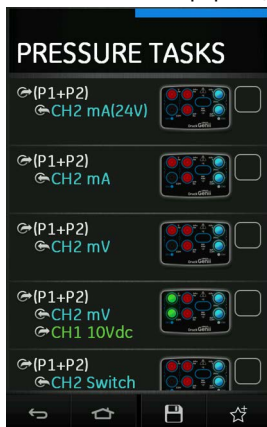 PRESSURE TASKS
(P1+P2)
CH2 mA(24V)
(P1+P2)
CH2 mA
(P1+P2)
CH2 mV
(P1+P2)
CH2 mV
CH1 10Vdc
(P1+P2)
CH2 Switch